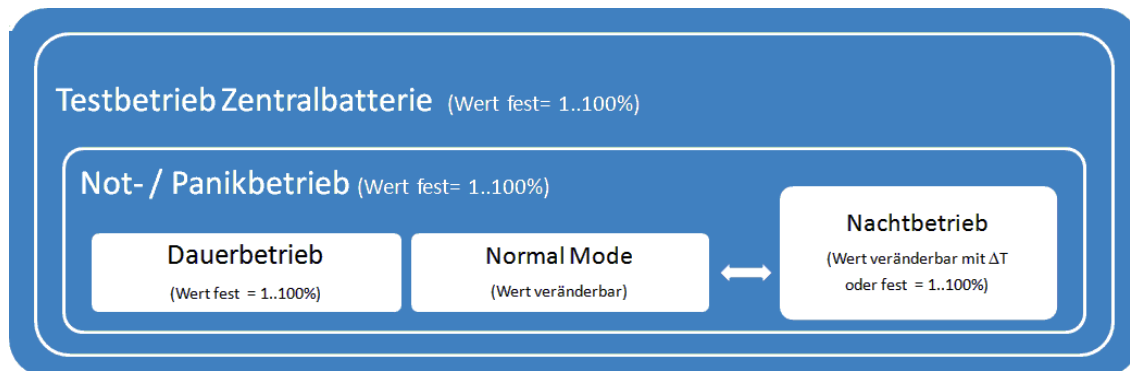 Testbetrieb Zentralbatterie (Wert fest= 1..100%)
Not- / Panikbetrieb (Wert fest= 1..100%)
Dauerbetrieb
(Wert fest = 1..100%)
Normal Mode
(Wert veränderbar)
Nachtbetrieb
(Wert veränderbar mit ΔT
oder fest = 1..100%)